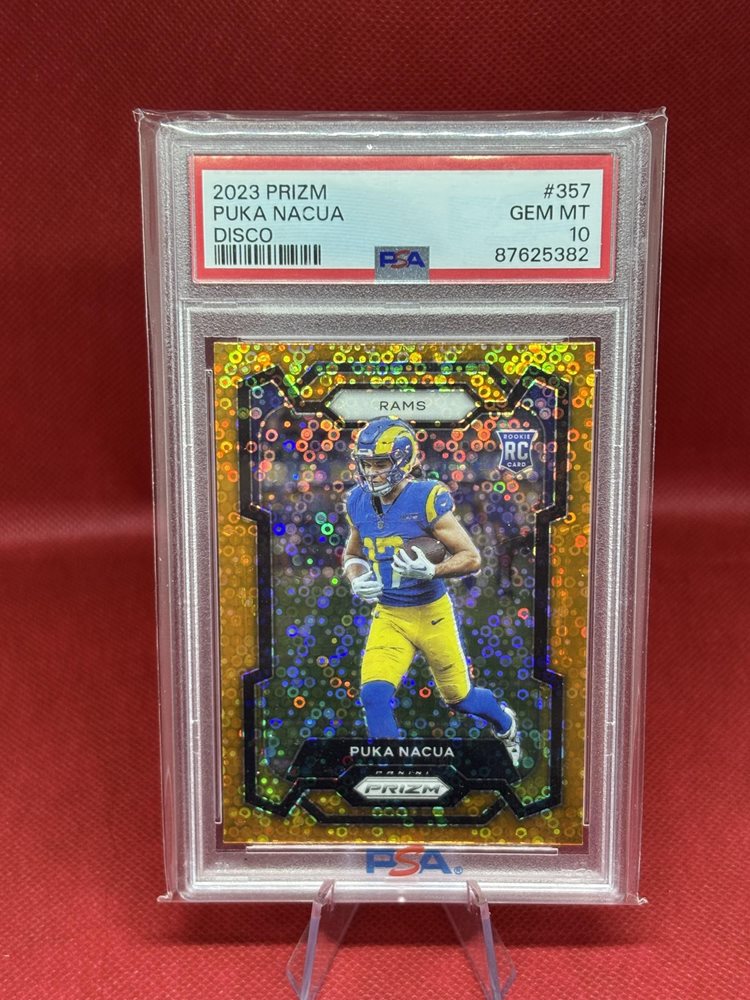 2023 PRIZM #357
PUKA NACUA GEM MT
DISCO 10
PSA 87625382
RAMS
ROOKIE
RC
CARD
17
PUKA NACUA
PANINI
PRIZM
PSA®